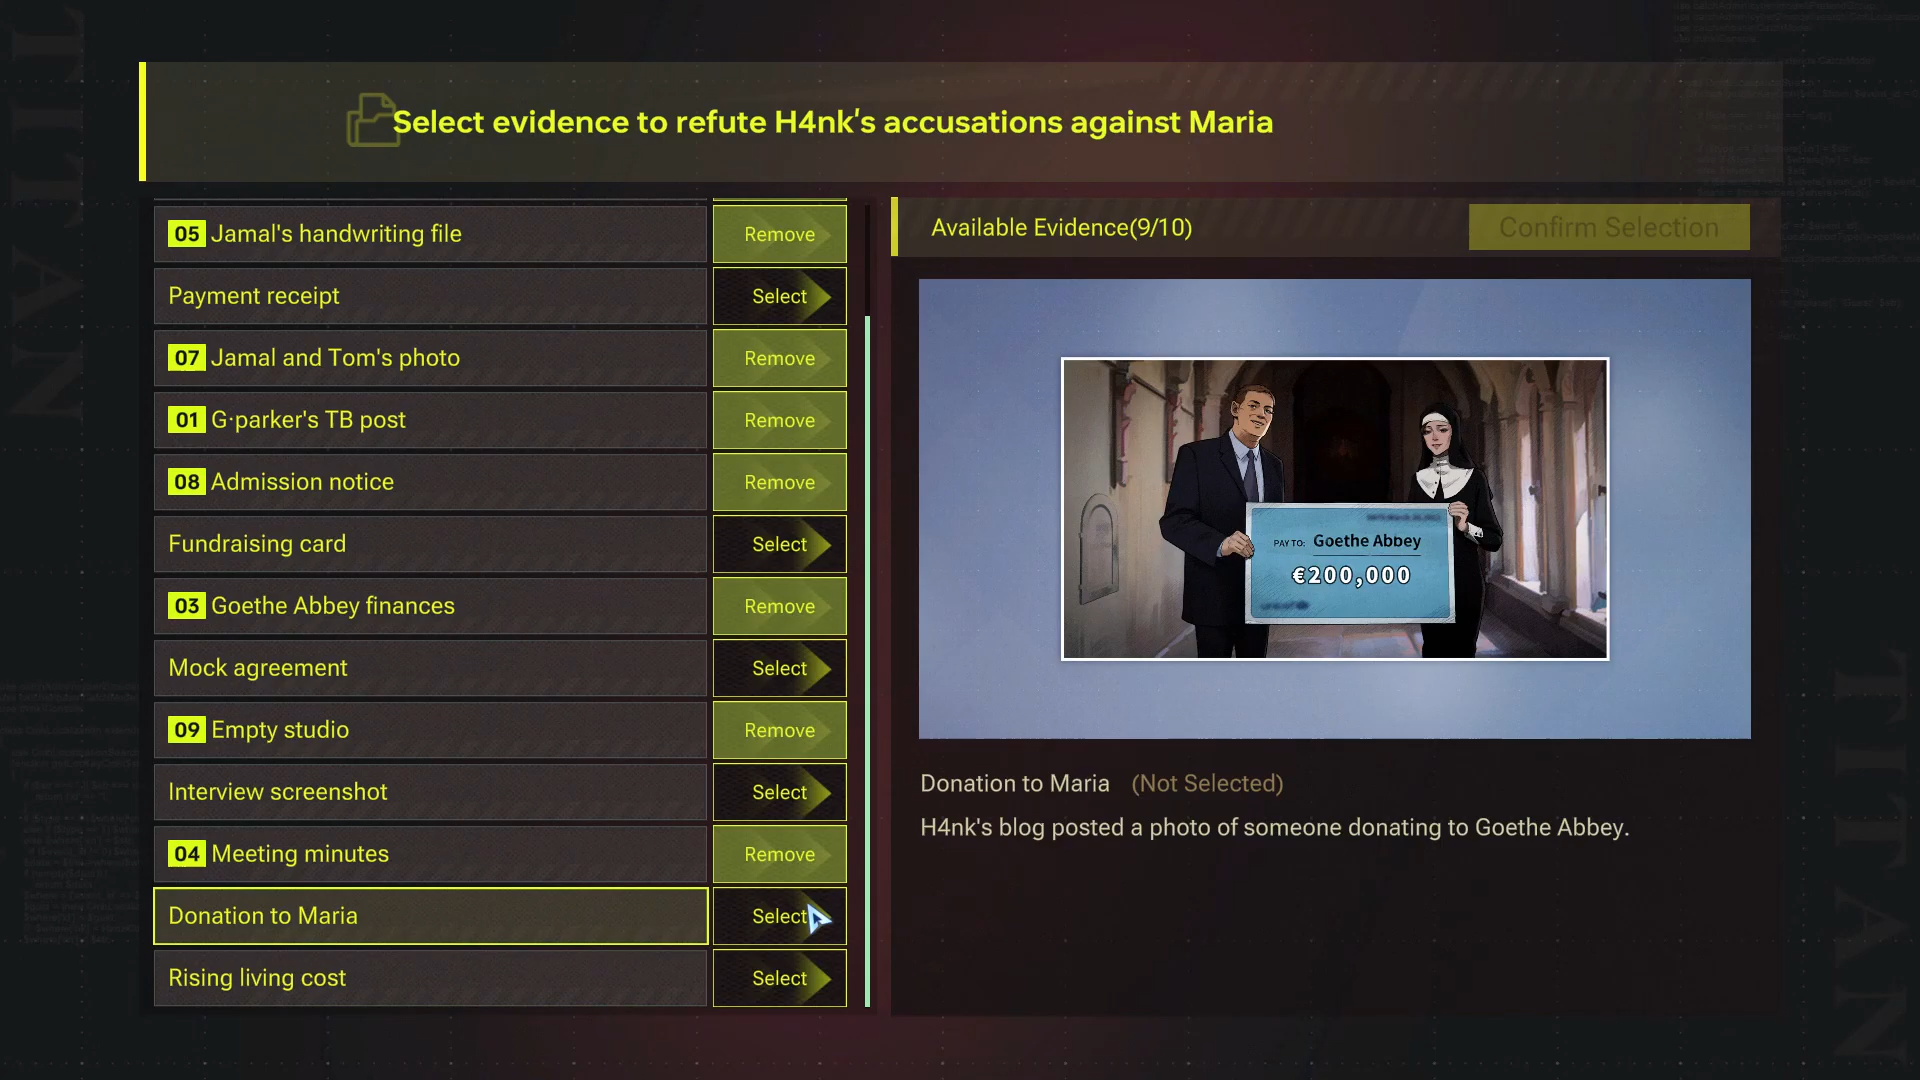 Select evidence to refute H4nk's accusations against Maria
05 Jamal's handwriting file Remove
Payment receipt Select
07 Jamal and Tom's photo Remove
01 G·parker's TB post Remove
08 Admission notice Remove
Fundraising card Select
03 Goethe Abbey finances Remove
Mock agreement Select
09 Empty studio Remove
Interview screenshot Select
04 Meeting minutes Remove
Donation to Maria Select
Rising living cost Select
Available Evidence(9/10)
Confirm Selection
PAY TO: Goethe Abbey
€200,000
Donation to Maria (Not Selected)
H4nk's blog posted a photo of someone donating to Goethe Abbey.
TITAN
TITAN